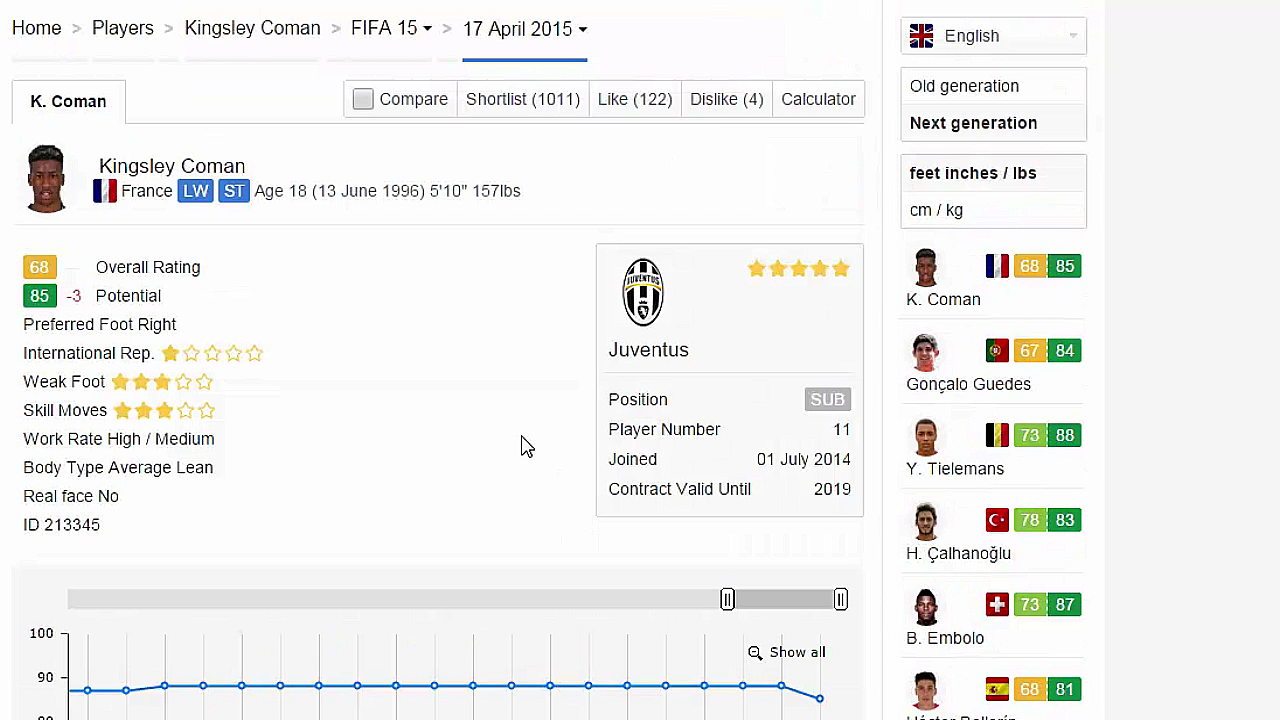 Home > Players > Kingsley Coman > FIFA 15 > 17 April 2015
K. Coman
Compare
Shortlist (1011)
Like (122)
Dislike (4)
Calculator
Kingsley Coman
France LW ST Age 18 (13 June 1996) 5'10" 157lbs
68 Overall Rating
85 -3 Potential
Preferred Foot Right
International Rep.
Weak Foot
Skill Moves
Work Rate High / Medium
Body Type Average Lean
Real face No
ID 213345
JUVENTUS
Juventus
Position SUB
Player Number 11
Joined 01 July 2014
Contract Valid Until 2019
100
90
Show all
English
Old generation
Next generation
feet inches / lbs
cm / kg
68 85
K. Coman
67 84
Gonçalo Guedes
73 88
Y. Tielemans
78 83
H. Çalhanoğlu
73 87
B. Embolo
68 81